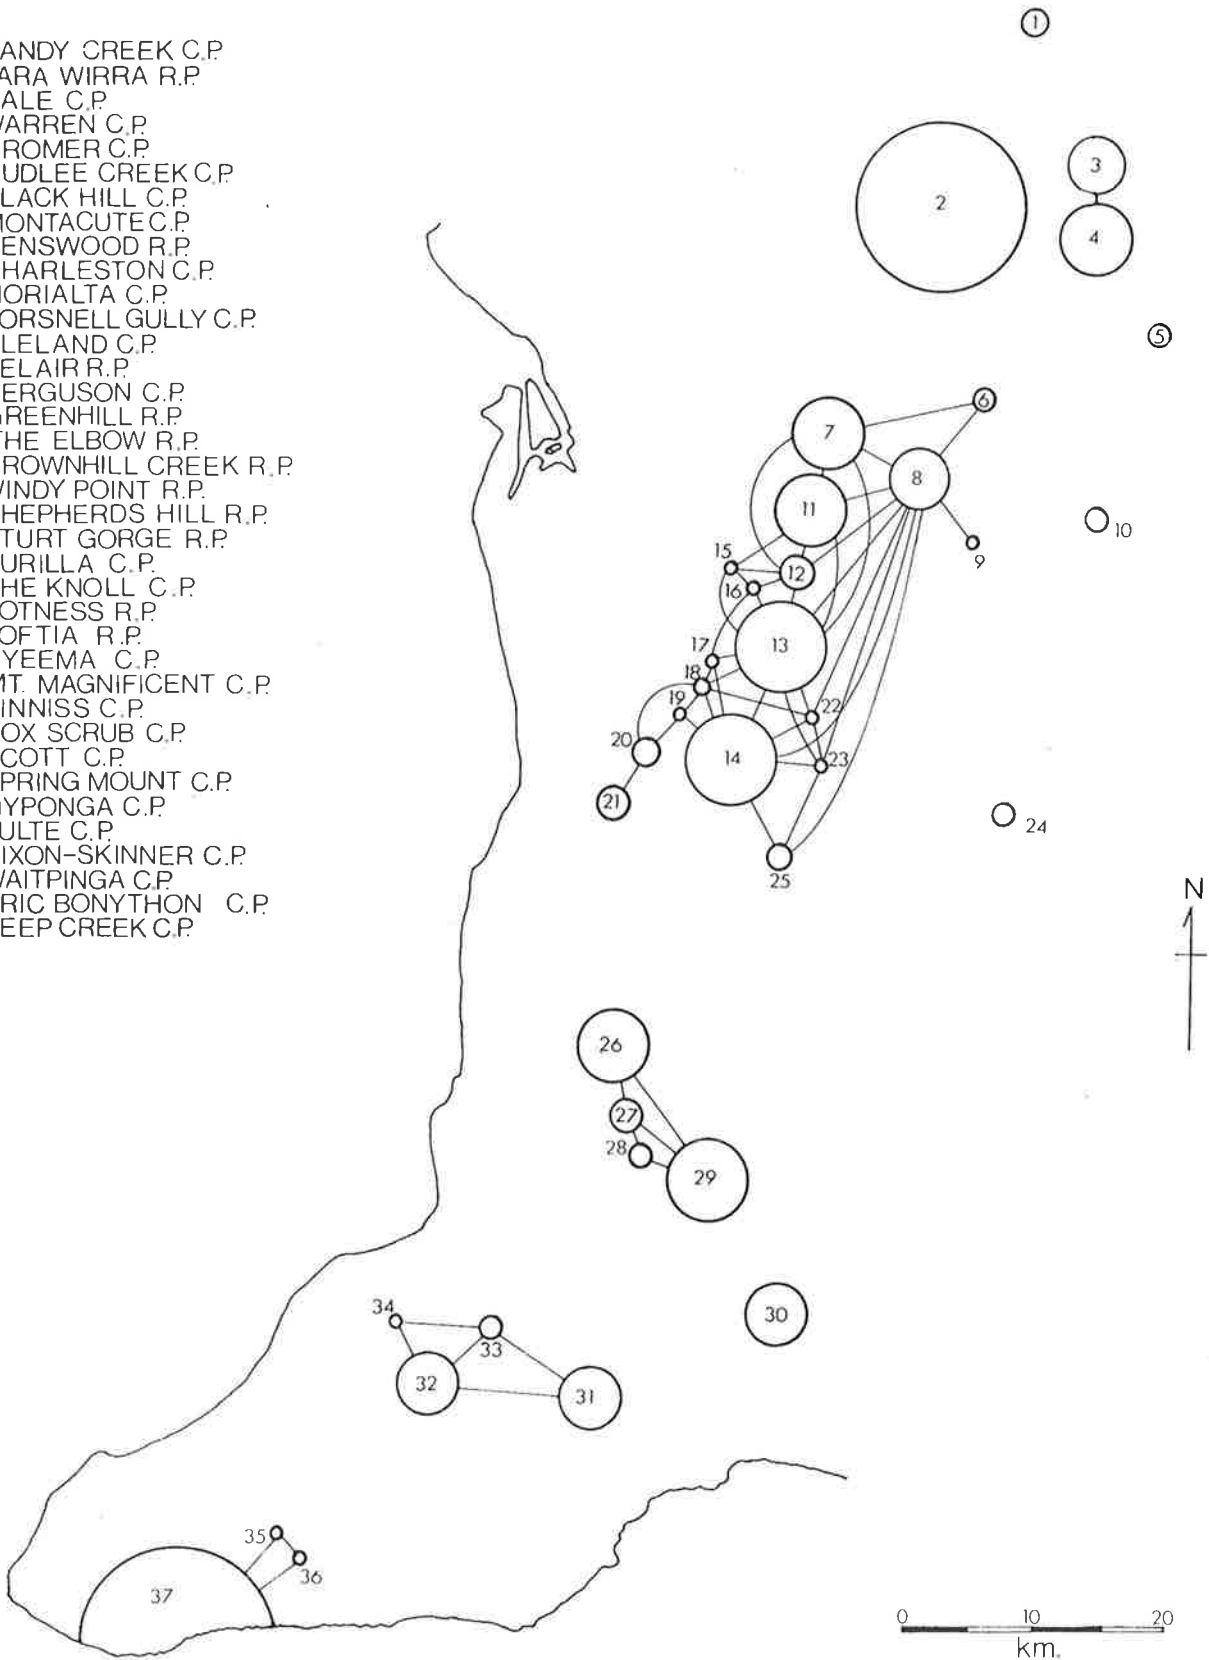 ANDY CREEK C.P.
ARA WIRRA R.P.
ALE C.P.
ARREN C.P.
ROMER C.P.
UDLEE CREEK C.P.
LACK HILL C.P.
ONTACUTE C.P.
ENSWOOD R.P.
HARLESTON C.P.
ORIALTA C.P.
ORSNELL GULLY C.P.
LELAND C.P.
ELAIR R.P.
ERGUSON C.P.
REENHILL R.P.
HE ELBOW R.P.
ROWNHILL CREEK R.P.
INDY POINT R.P.
HEPHERDS HILL R.P.
TURT GORGE R.P.
URILLA C.P.
HE KNOLL C.P.
OTNESS R.P.
OFTIA R.P.
YEEMA C.P.
MT. MAGNIFICENT C.P.
INNISS C.P.
OX SCRUB C.P.
COTT C.P.
PRING MOUNT C.P.
YPONGA C.P.
ULTE C.P.
IXON-SKINNER C.P.
AITPINGA C.P.
RIC BONYTHON C.P.
EEP CREEK C.P.
1
2
3
4
5
6
7
8
11
10
9
15
12
16
13
17
18
19
22
20
14
23
21
24
25
N
26
27
28
29
34
33
30
32
31
35
36
37
0 10 20
km.